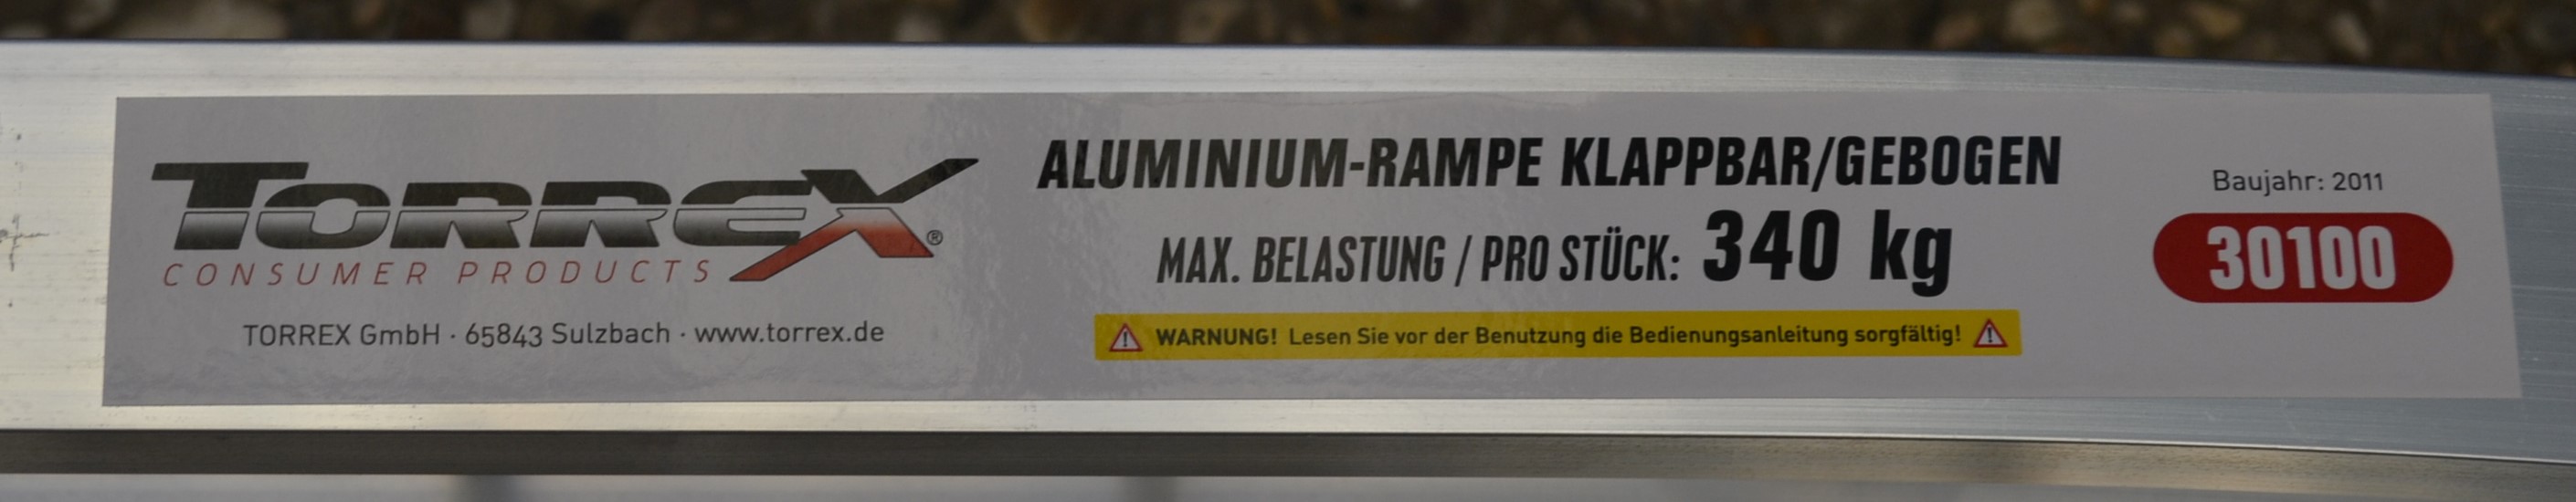 TORREX®
CONSUMER PRODUCTS
TORREX GmbH · 65843 Sulzbach · www.torrex.de
ALUMINIUM-RAMPE KLAPPBAR/GEBOGEN
MAX. BELASTUNG / PRO STÜCK: 340 kg
WARNUNG! Lesen Sie vor der Benutzung die Bedienungsanleitung sorgfältig!
Baujahr: 2011
30100